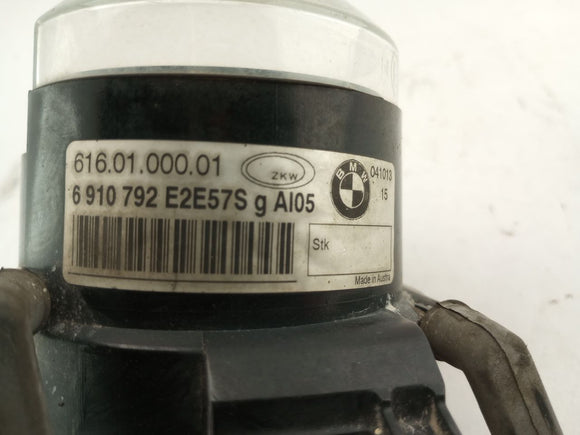 616.01.000.01 ZKW BMW 041013
6 910 792 E2E57S g AI05 15
Stk
Made in Austria